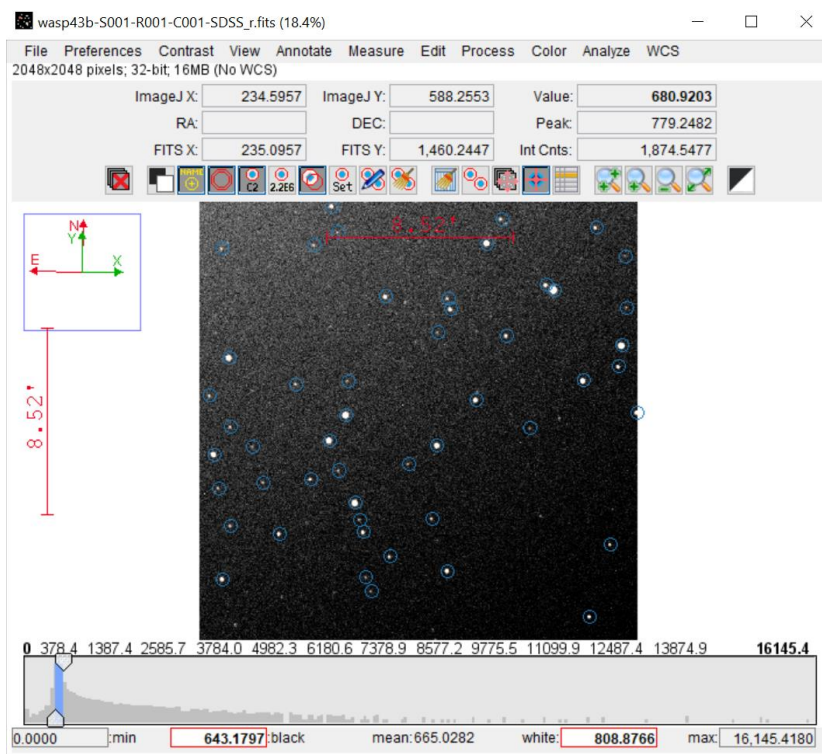 wasp43b-S001-R001-C001-SDSS_r.fits (18.4%)
File Preferences Contrast View Annotate Measure Edit Process Color Analyze WCS
2048x2048 pixels; 32-bit; 16MB (No WCS)
ImageJ X: 234.5957 ImageJ Y: 588.2553 Value: 680.9203
RA: DEC: Peak: 779.2482
FITS X: 235.0957 FITS Y: 1,460.2447 Int Cnts: 1,874.5477
NAME C2 2.2E6 Set
N
Y
E X
8.52'
8.52'
0 378.4 1387.4 2585.7 3784.0 4982.3 6180.6 7378.9 8577.2 9775.5 11099.9 12487.4 13874.9 16145.4
0.0000 :min 643.1797 :black mean: 665.0282 white: 808.8766 max: 16,145.4180